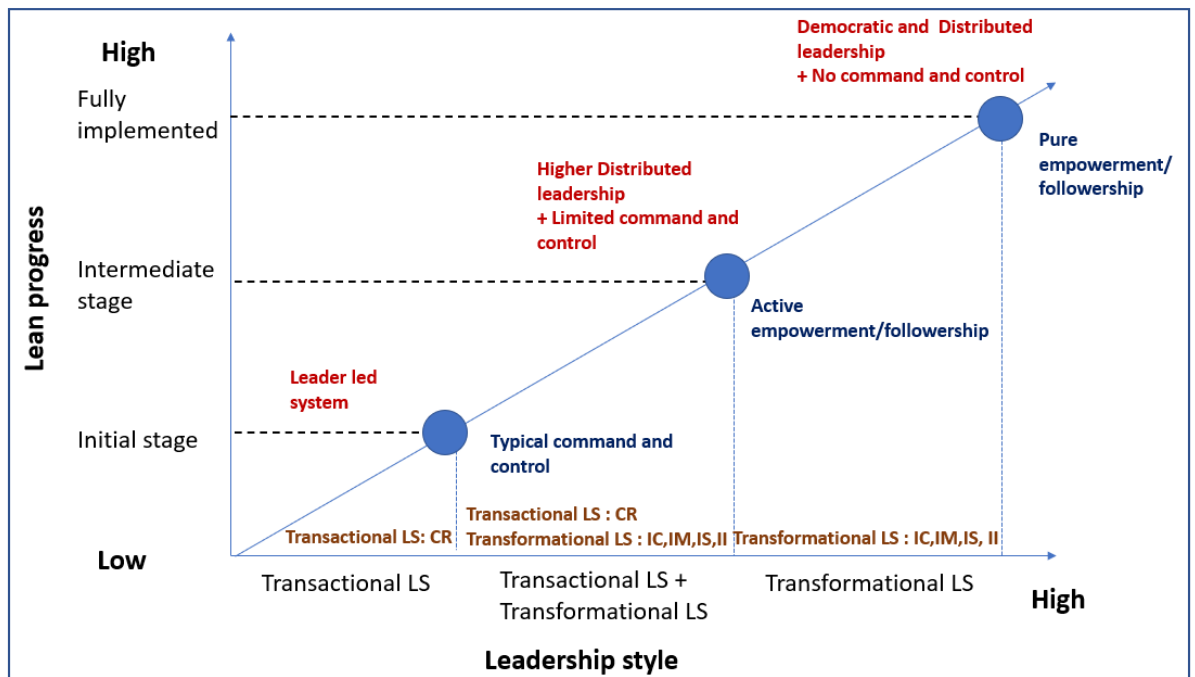 Democratic and  Distributed
leadership
+ No command and control
High
Fully
implemented
Pure
empowerment/
followership
Higher Distributed
leadership
+ Limited command and
control
Lean progress
Intermediate
stage
Active
empowerment/followership
Leader led
system
Initial stage
Typical command and
control
Transactional LS: CR
Transactional LS : CR
Transformational LS : IC,IM,IS,II
Transformational LS : IC,IM,IS, II
Low
Transactional LS
Transactional LS +
Transformational LS
Transformational LS
High
Leadership style